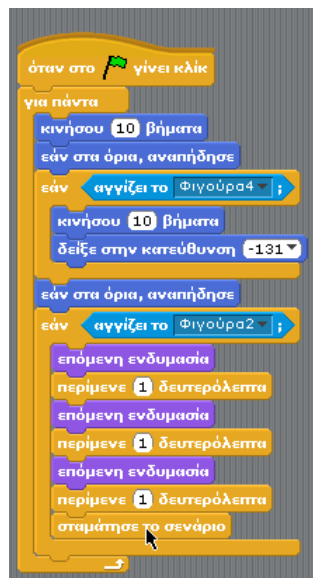 όταν στο γίνει κλίκ
για πάντα
κινήσου 10 βήματα
εάν στα όρια, αναπήδησε
εάν αγγίζει το Φιγούρα4 ;
κινήσου 10 βήματα
δείξε στην κατεύθυνση -131
εάν στα όρια, αναπήδησε
εάν αγγίζει το Φιγούρα2 ;
επόμενη ενδυμασία
περίμενε 1 δευτερόλεπτα
επόμενη ενδυμασία
περίμενε 1 δευτερόλεπτα
επόμενη ενδυμασία
περίμενε 1 δευτερόλεπτα
σταμάτησε το σενάριο